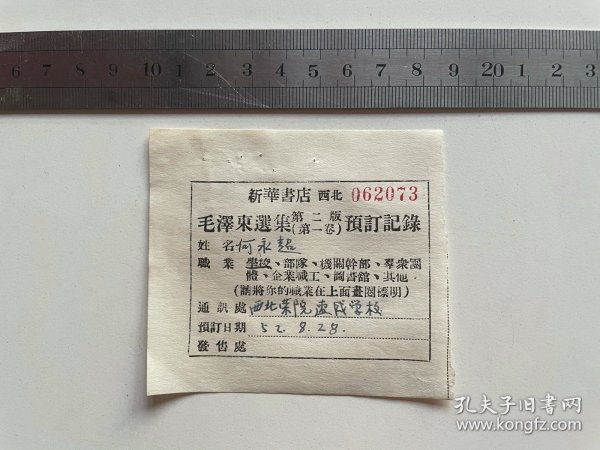 6 7 8 9 10 1 2 3 4 5 6 7 8 9 20 1 2 3
新華書店 西北 062073
毛澤東選集(第二版 第一卷)預訂記錄
姓名 何永超
職業 學校、部隊、機關幹部、羣衆團
體、企業職工、圖書館、其他
(請將你的職業在上面畫圈標明)
通訊處 西北荣院速成学校
預訂日期 52.8.28.
發售處
孔夫子旧书网
www.kongfz.com